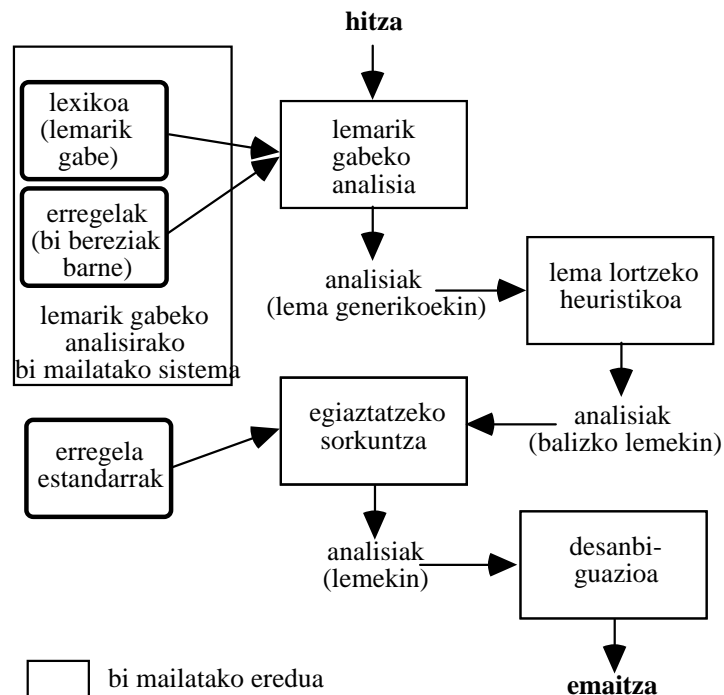 hitza
lexikoa
(lemarik
gabe)
erregelak
(bi bereziak
barne)
lemarik gabeko
analisirako
bi mailatako sistema
lemarik
gabeko
analisia
analisiak
(lema generikoekin)
lema lortzeko
heuristikoa
analisiak
(balizko lemekin)
egiaztatzeko
sorkuntza
erregela
estandarrak
analisiak
(lemekin)
desanbi-
guazioa
emaitza
bi mailatako eredua